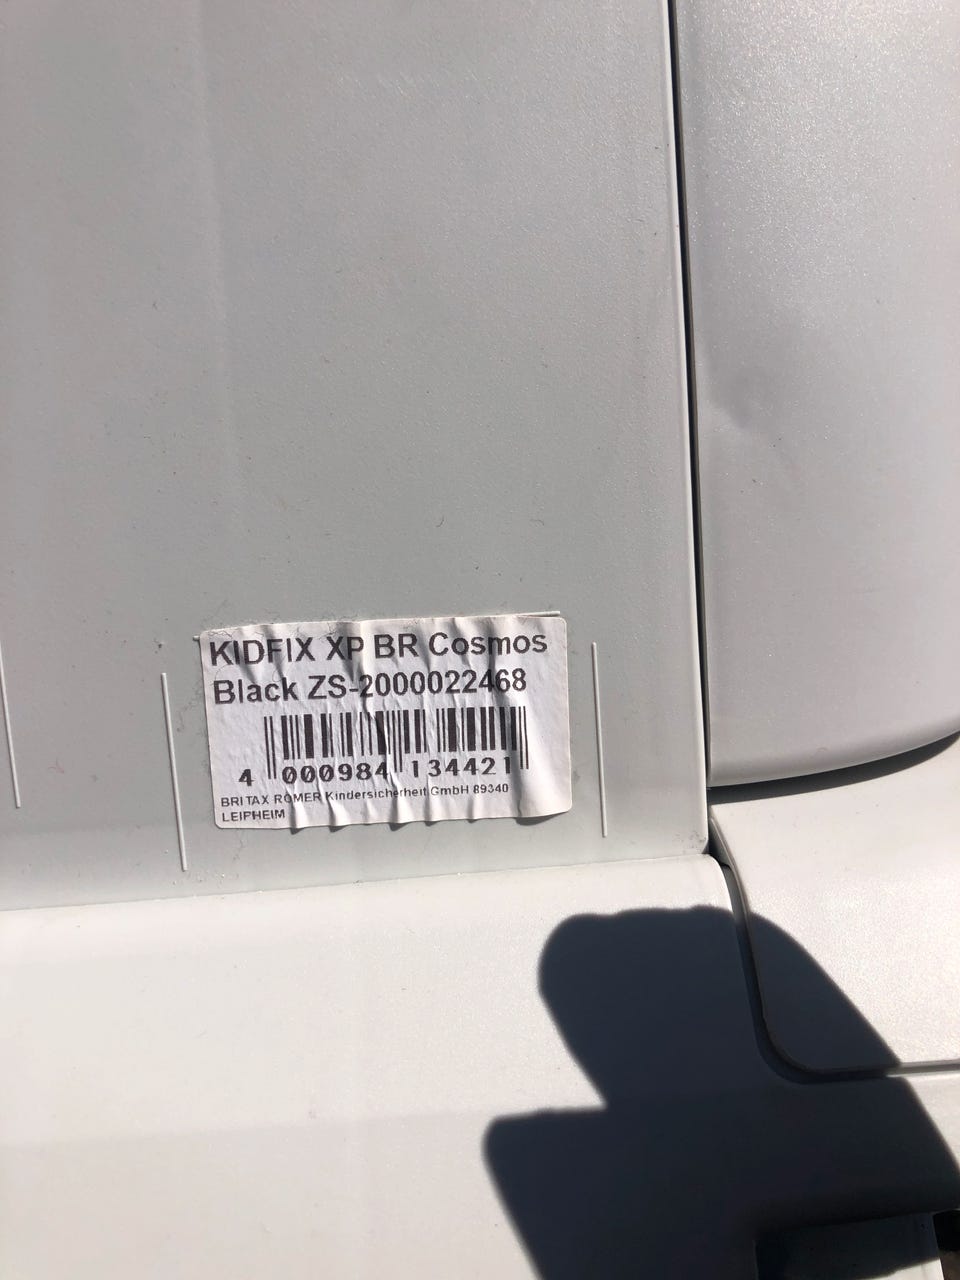 KIDFIX XP BR Cosmos
Black ZS-2000022468
4 000984 134421
BRITAX RÖMER Kindersicherheit GmbH 89340
LEIPHEIM